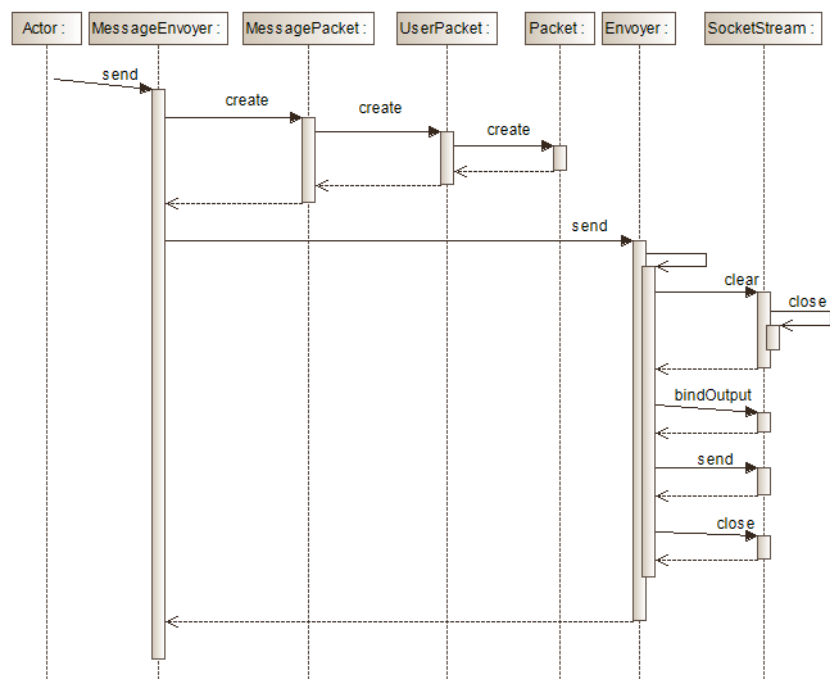 Actor :
MessageEnvoyer :
MessagePacket :
UserPacket :
Packet :
Envoyer :
SocketStream :
send
create
create
create
send
clear
close
bindOutput
send
close